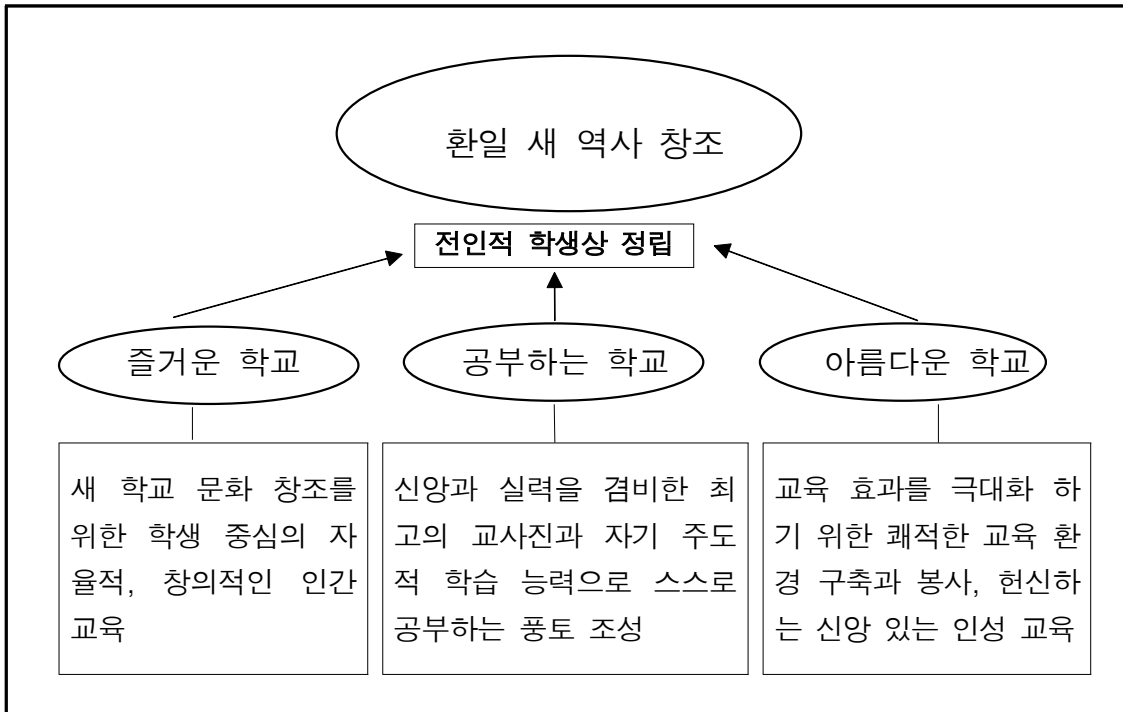 환일 새 역사 창조
전인적 학생상 정립
즐거운 학교
공부하는 학교
아름다운 학교
새 학교 문화 창조를
위한 학생 중심의 자
율적, 창의적인 인간
교육
신앙과 실력을 겸비한 최
고의 교사진과 자기 주도
적 학습 능력으로 스스로
공부하는 풍토 조성
교육 효과를 극대화 하
기 위한 쾌적한 교육 환
경 구축과 봉사, 헌신하
는 신앙 있는 인성 교육